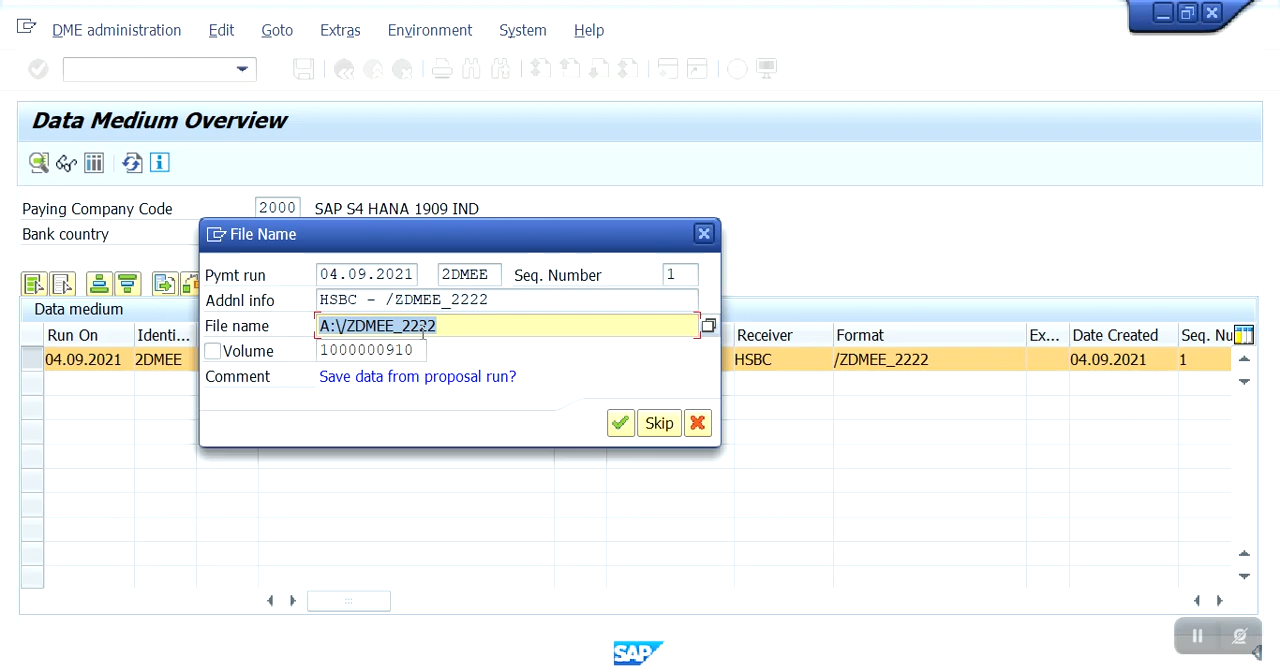 DME administration Edit Goto Extras Environment System Help
Data Medium Overview
Paying Company Code 2000 SAP S4 HANA 1909 IND
Bank country
File Name
Pymt run 04.09.2021 2DMEE Seq. Number 1
Addnl info HSBC - /ZDMEE_2222
File name A:\/ZDMEE_2222
Volume 1000000910
Comment Save data from proposal run?
Skip
Data medium
Run On Identi... Receiver Format Ex... Date Created Seq. Nu
04.09.2021 2DMEE HSBC /ZDMEE_2222 04.09.2021 1
SAP